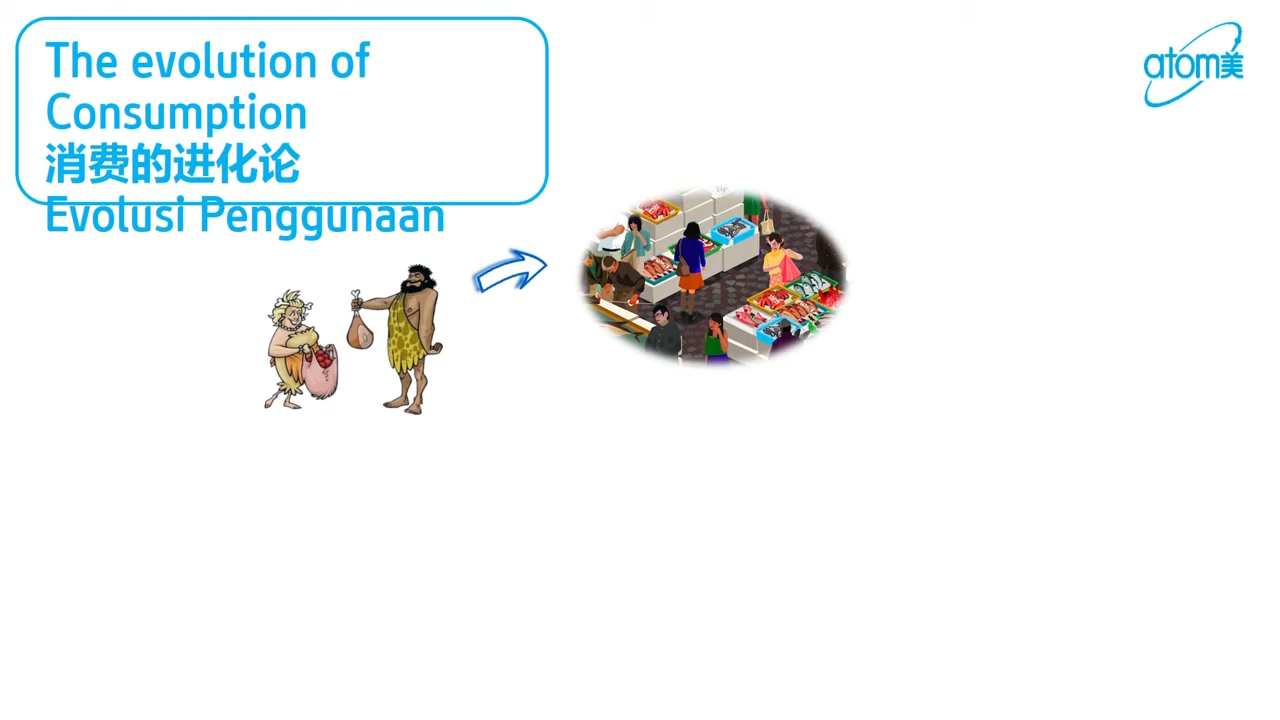 The evolution of
Consumption
消费的进化论
Evolusi Penggunaan
atom美